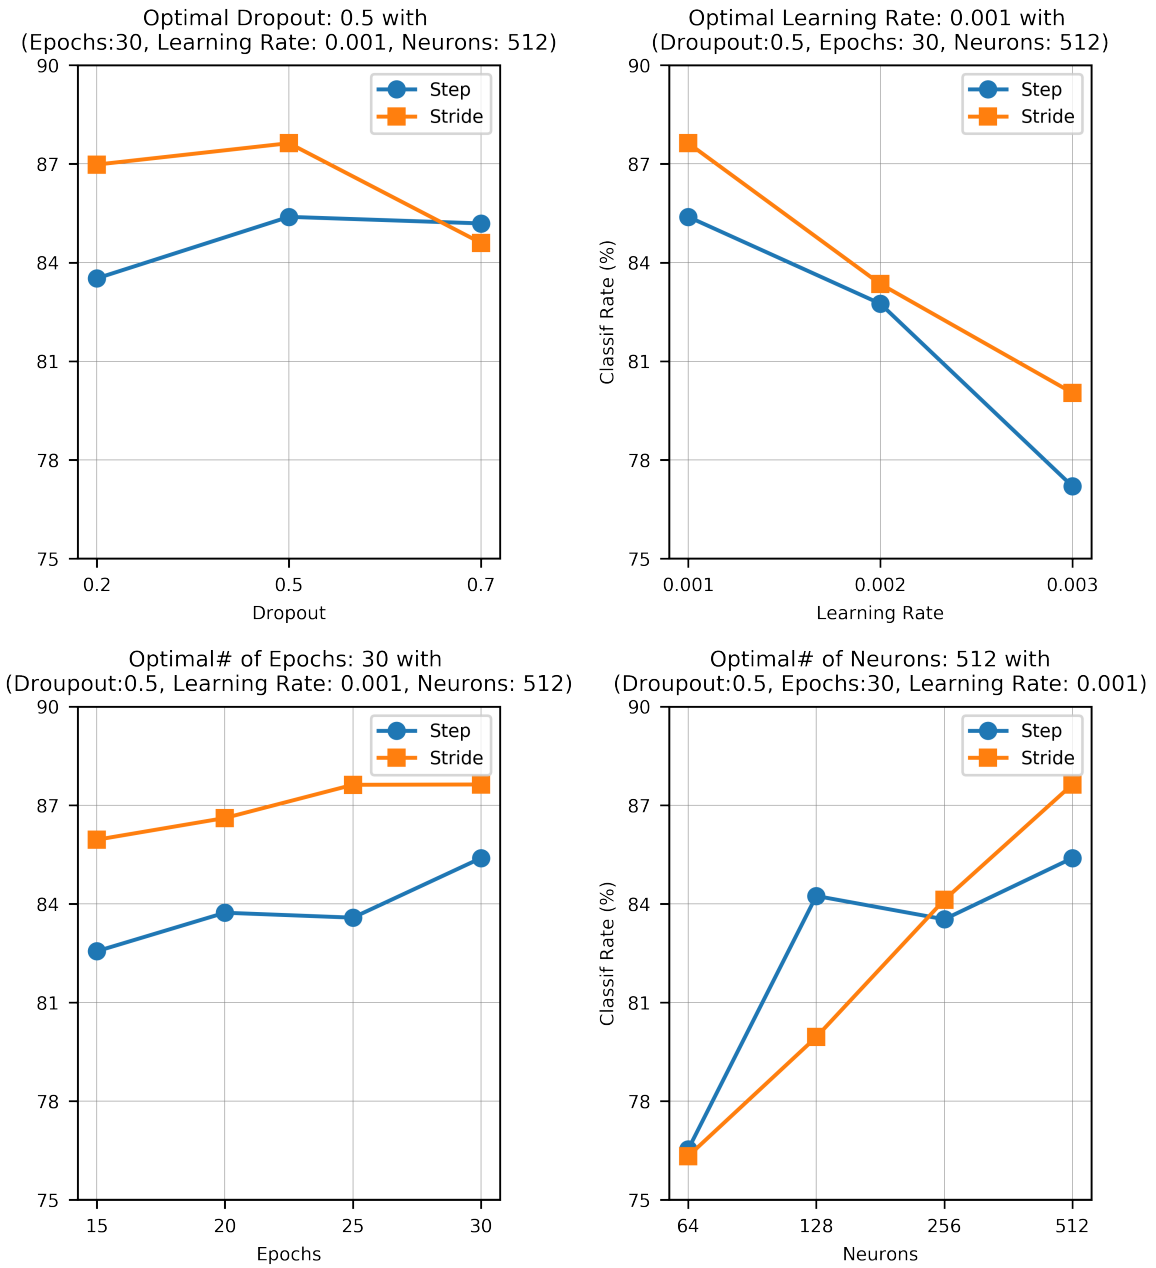 Optimal Dropout: 0.5 with
(Epochs:30, Learning Rate: 0.001, Neurons: 512)
90
87
84
81
78
75
Step
Stride
0.2
0.5
0.7
Dropout
Optimal Learning Rate: 0.001 with
(Droupout:0.5, Epochs: 30, Neurons: 512)
Classif Rate (%)
90
87
84
81
78
75
Step
Stride
0.001
0.002
0.003
Learning Rate
Optimal# of Epochs: 30 with
(Droupout:0.5, Learning Rate: 0.001, Neurons: 512)
90
87
84
81
78
75
Step
Stride
15
20
25
30
Epochs
Optimal# of Neurons: 512 with
(Droupout:0.5, Epochs:30, Learning Rate: 0.001)
Classif Rate (%)
90
87
84
81
78
75
Step
Stride
64
128
256
512
Neurons